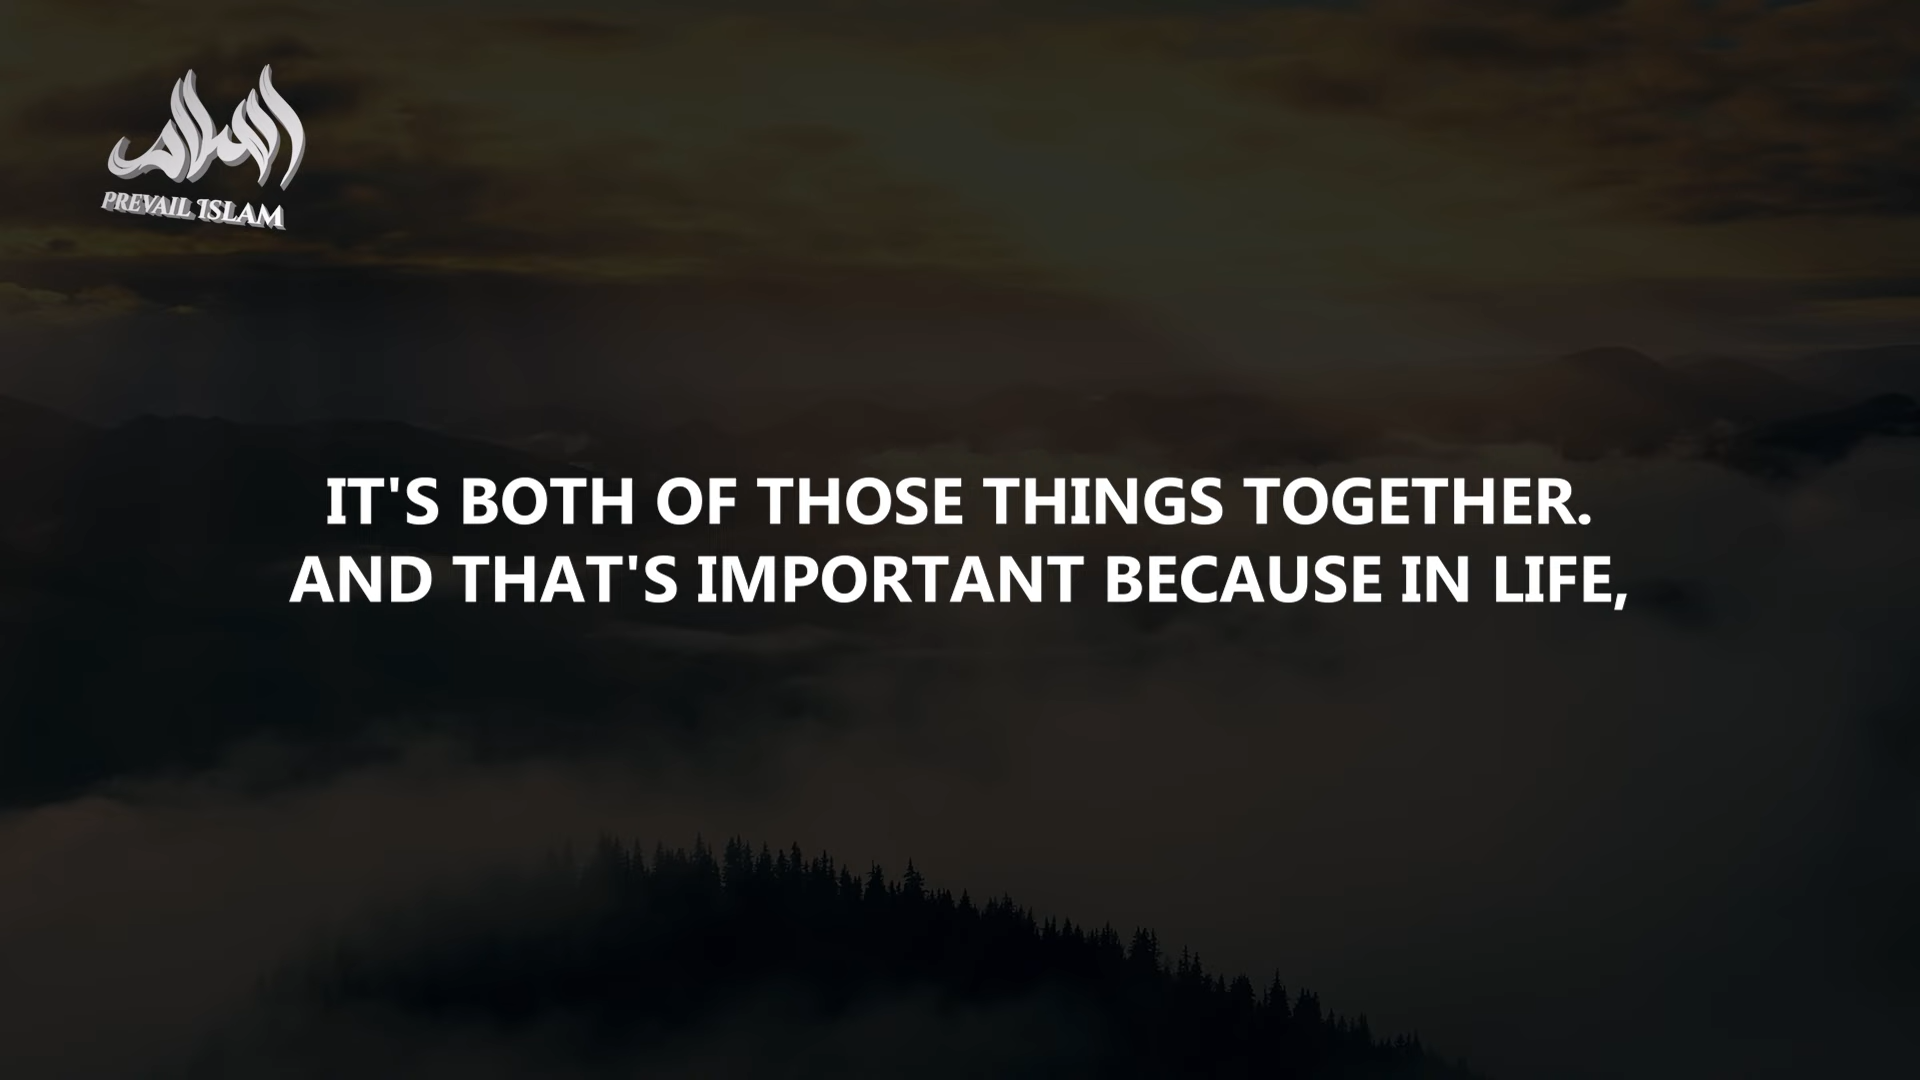 PREVAIL ISLAM
IT'S BOTH OF THOSE THINGS TOGETHER.
AND THAT'S IMPORTANT BECAUSE IN LIFE,